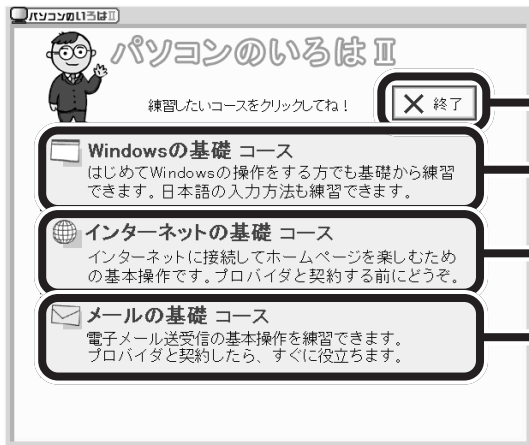 パソコンのいろはⅡ
パソコンのいろはⅡ
練習したいコースをクリックしてね！
× 終了
Windowsの基礎 コース
はじめてWindowsの操作をする方でも基礎から練習
できます。日本語の入力方法も練習できます。
インターネットの基礎 コース
インターネットに接続してホームページを楽しむため
の基本操作です。プロバイダと契約する前にどうぞ。
メールの基礎 コース
電子メール送受信の基本操作を練習できます。
プロバイダと契約したら、すぐに役立ちます。